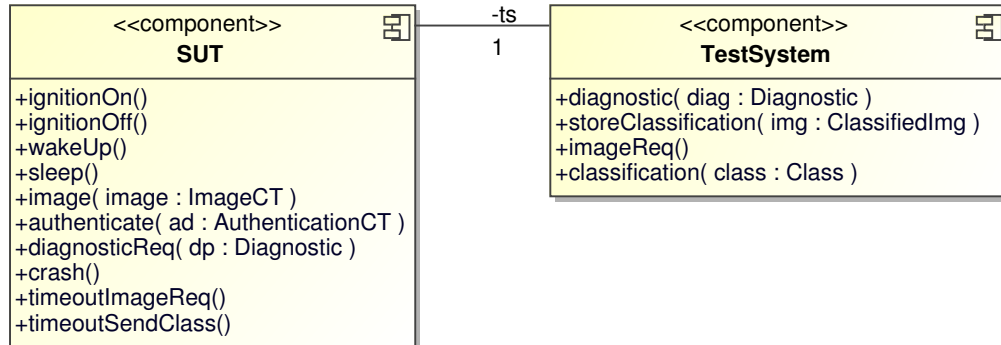 <<component>>
SUT
+ignitionOn()
+ignitionOff()
+wakeUp()
+sleep()
+image( image : ImageCT )
+authenticate( ad : AuthenticationCT )
+diagnosticReq( dp : Diagnostic )
+crash()
+timeoutImageReq()
+timeoutSendClass()
-ts
1
<<component>>
TestSystem
+diagnostic( diag : Diagnostic )
+storeClassification( img : ClassifiedImg )
+imageReq()
+classification( class : Class )